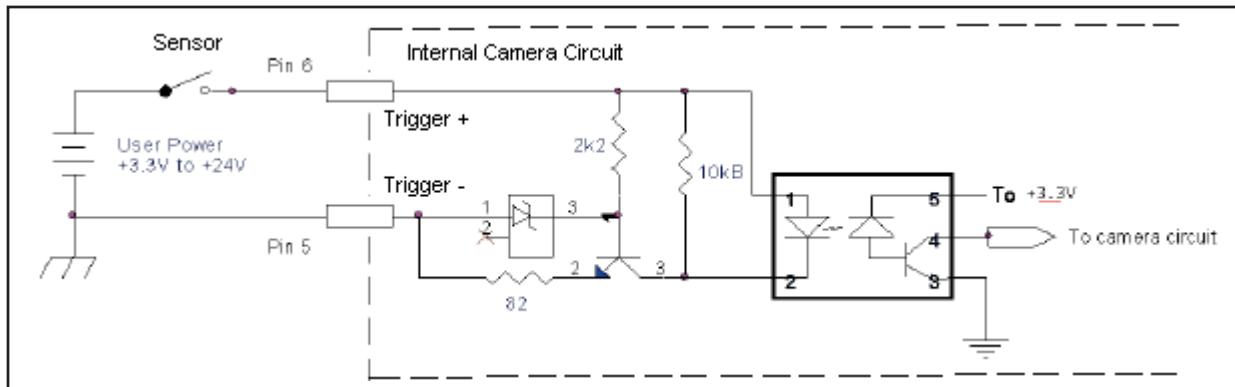 Sensor
Internal Camera Circuit
Pin 6
Trigger +
User Power
+3.3V to +24V
2k2
10kB
Trigger -
1
3
1
2
Pin 5
2
3
82
1
5
To +3.3V
4
To camera circuit
2
3